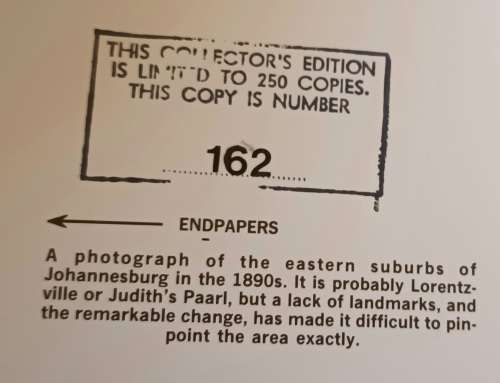 THIS COLLECTOR'S EDITION
IS LIMITED TO 250 COPIES.
THIS COPY IS NUMBER
162
ENDPAPERS
A photograph of the eastern suburbs of
Johannesburg in the 1890s. It is probably Lorentz-
ville or Judith's Paarl, but a lack of landmarks, and
the remarkable change, has made it difficult to pin-
point the area exactly.